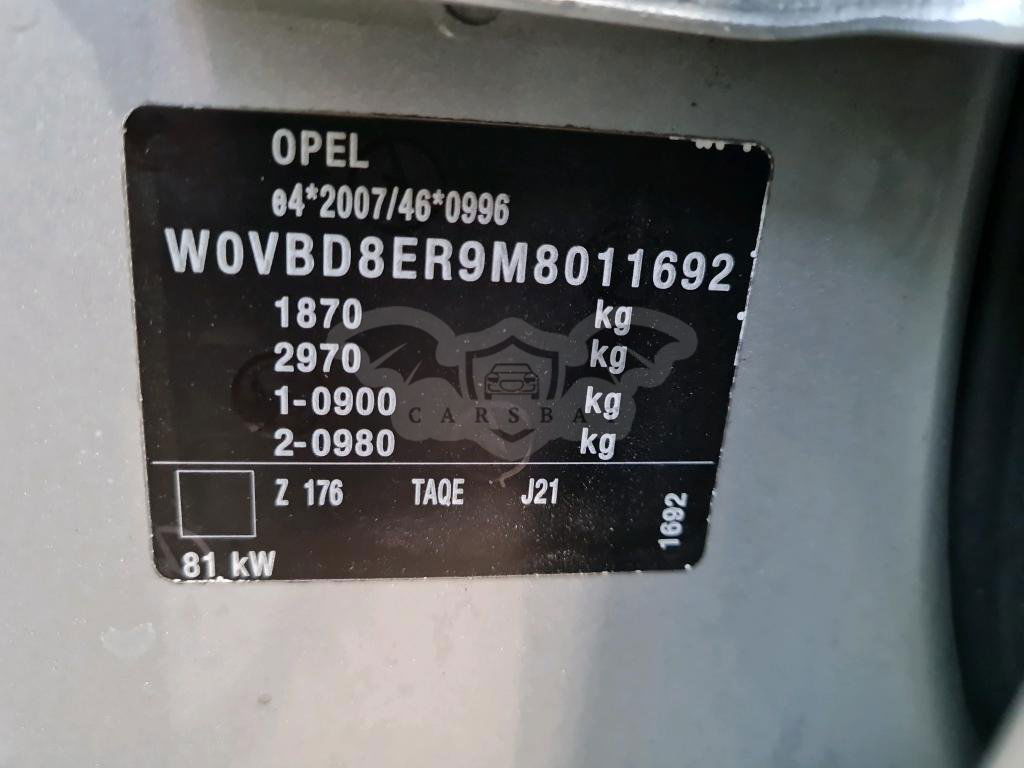 OPEL
e4*2007/46*0996
W0VBD8ER9M8011692
1870 kg
2970 kg
1-0900 kg
2-0980 kg
Z 176 TAQE J21
1692
81 kW
CARSBA